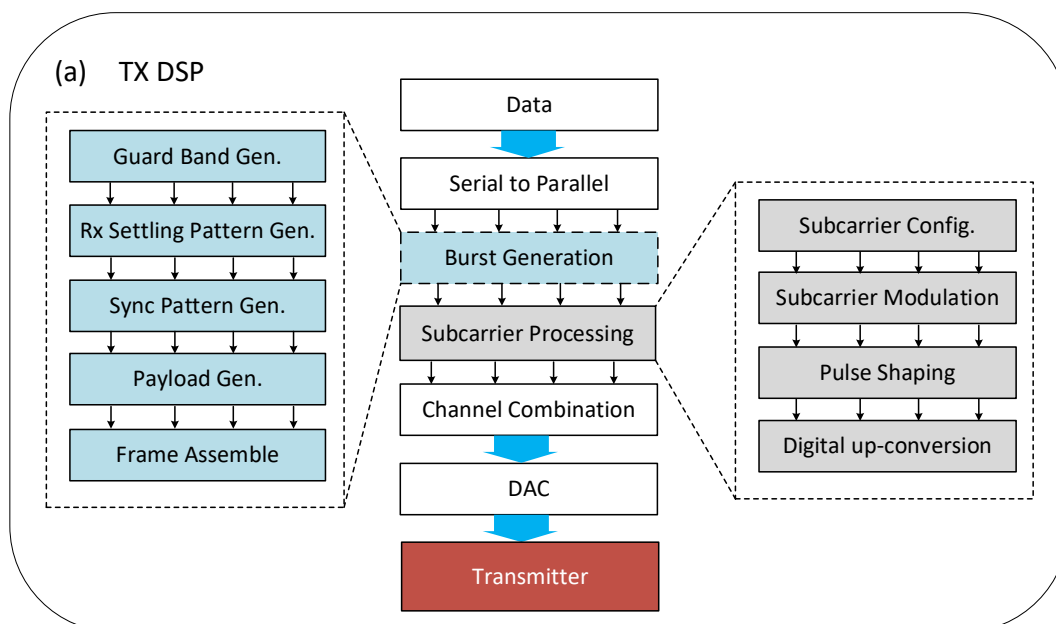 (a) TX DSP
Data
Serial to Parallel
Burst Generation
Subcarrier Processing
Channel Combination
DAC
Transmitter
Guard Band Gen.
Rx Settling Pattern Gen.
Sync Pattern Gen.
Payload Gen.
Frame Assemble
Subcarrier Config.
Subcarrier Modulation
Pulse Shaping
Digital up-conversion